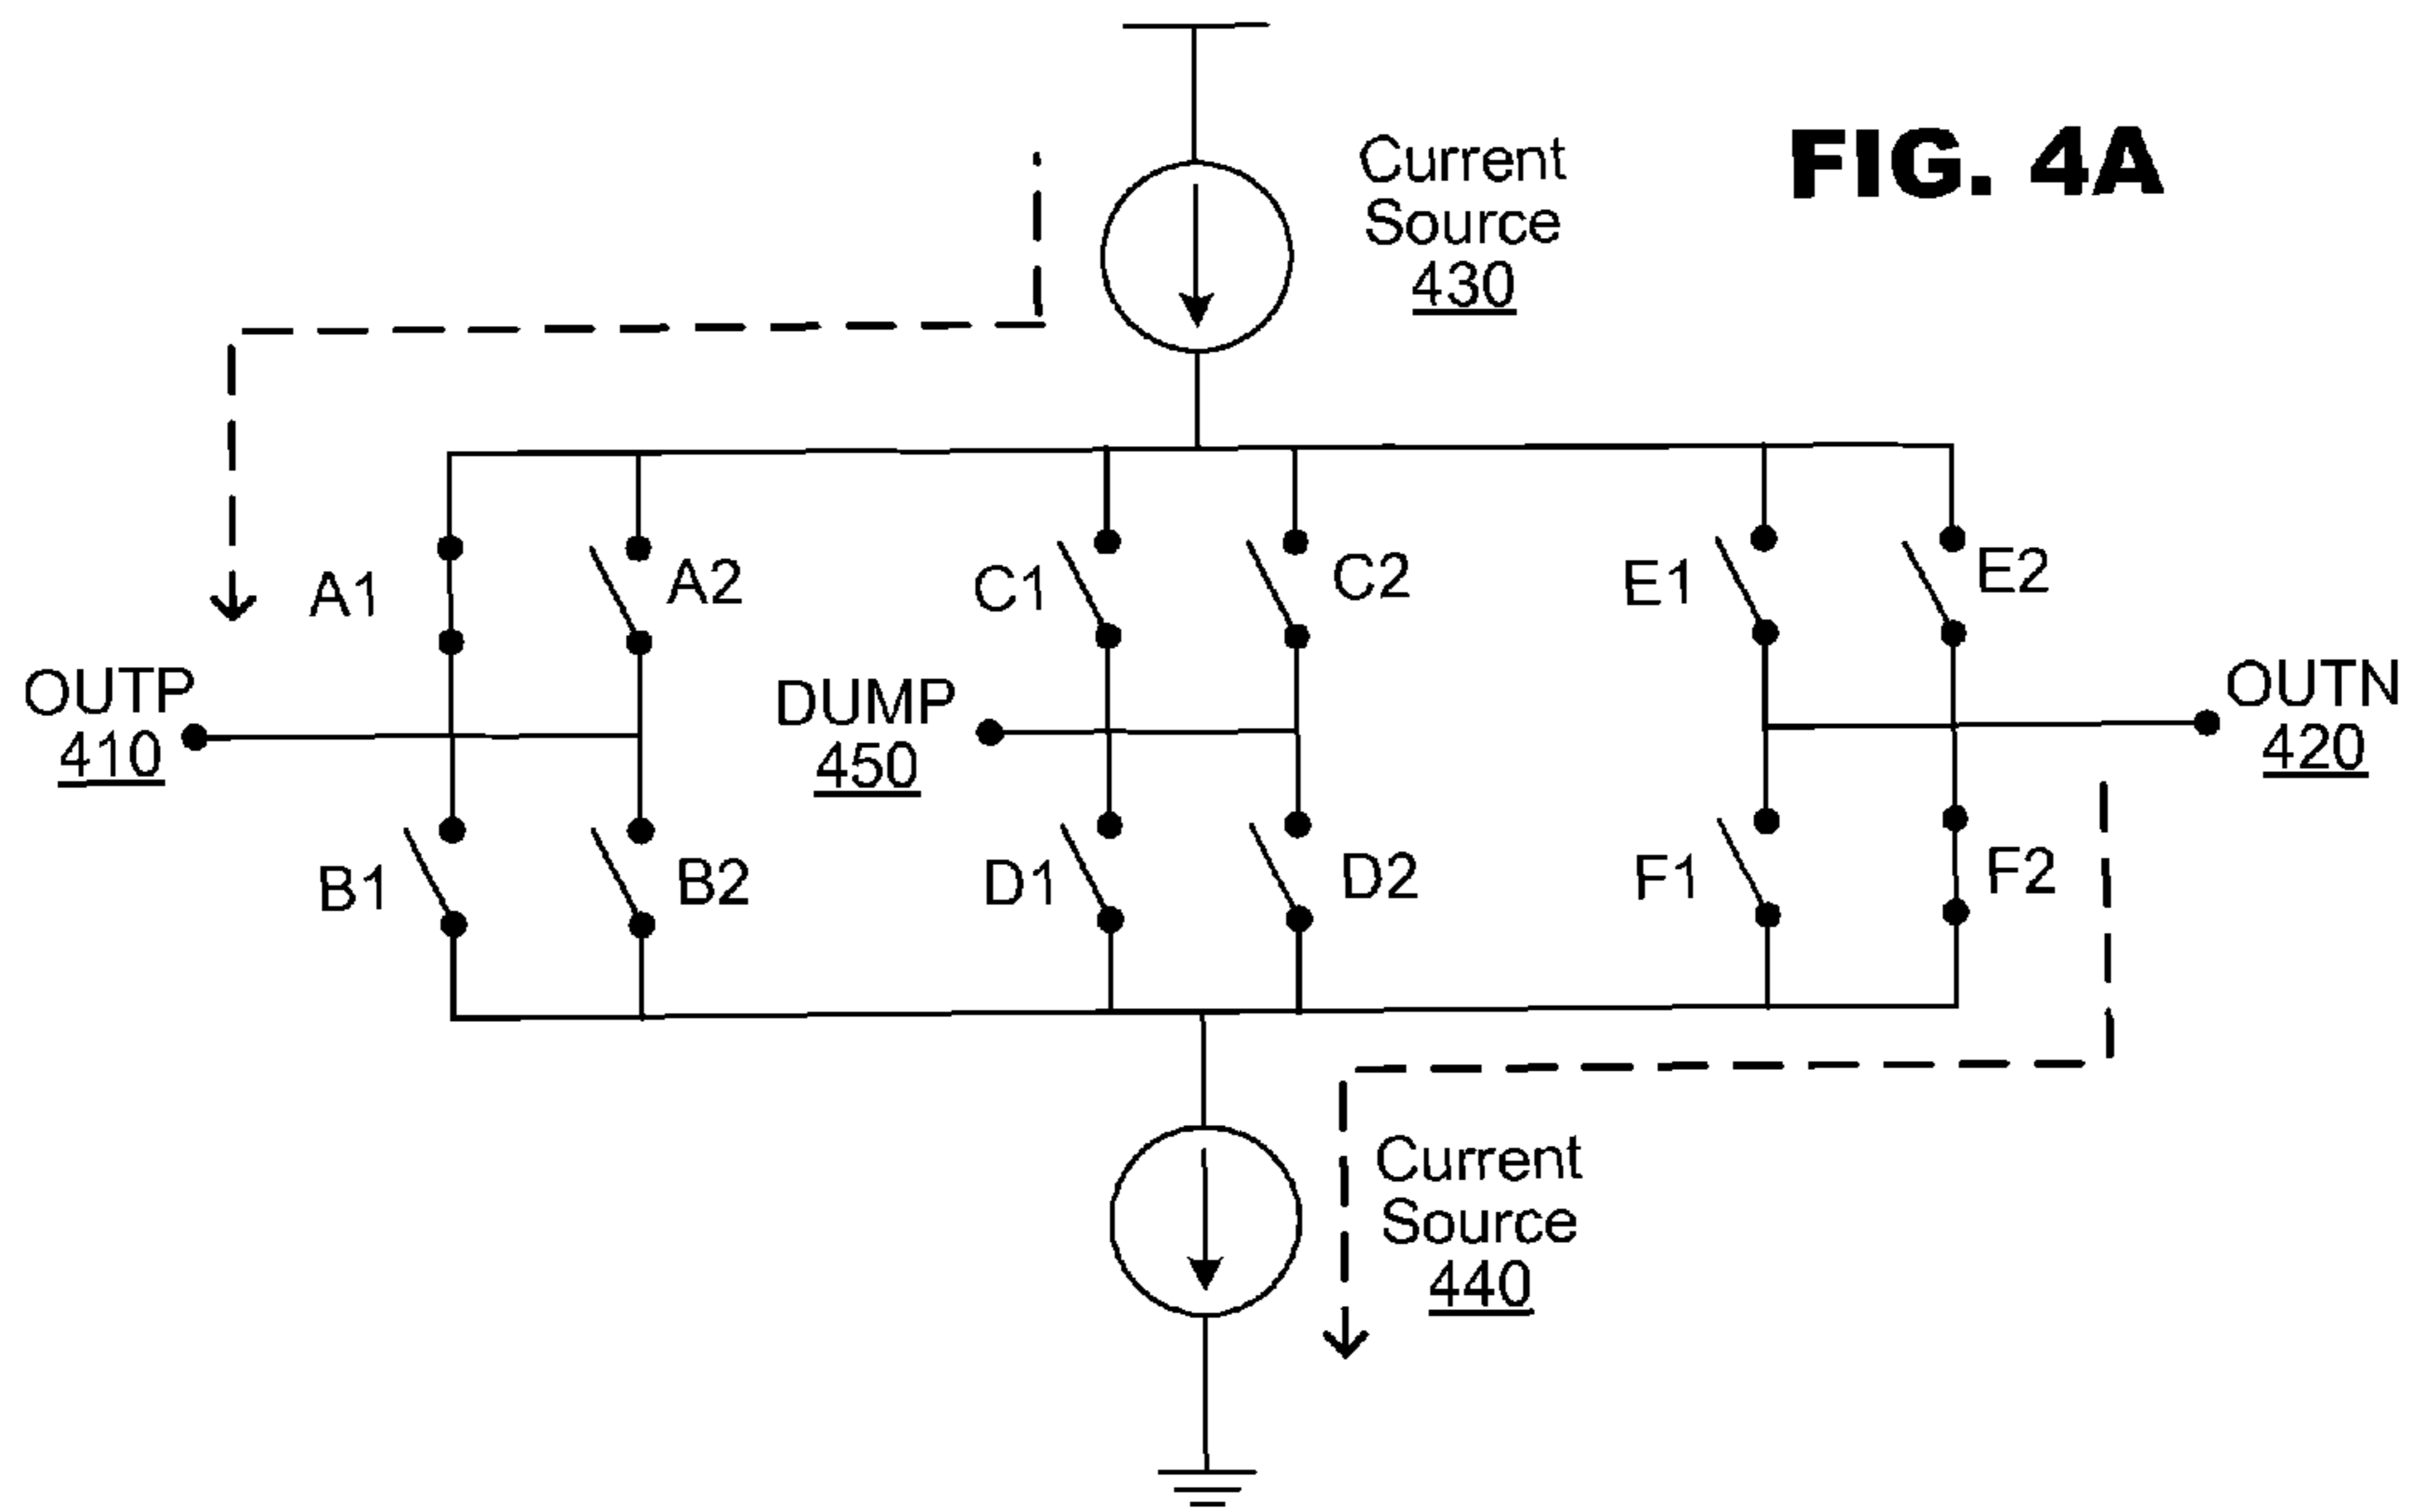 FIG. 4A
Current
Source
430
A1
A2
C1
C2
E1
E2
OUTP
410
DUMP
450
OUTN
420
B1
B2
D1
D2
F1
F2
Current
Source
440